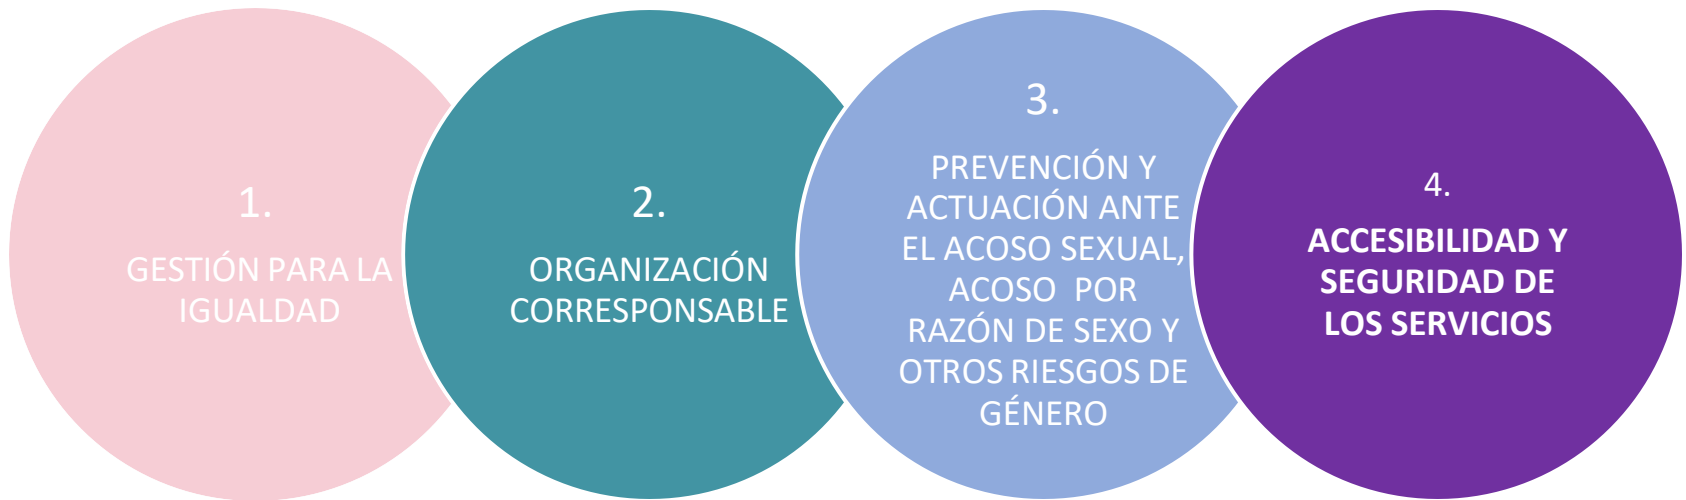 1.
GESTIÓN PARA LA
IGUALDAD
2.
ORGANIZACIÓN
CORRESPONSABLE
3.
PREVENCIÓN Y
ACTUACIÓN ANTE
EL ACOSO SEXUAL,
ACOSO POR
RAZÓN DE SEXO Y
OTROS RIESGOS DE
GÉNERO
4.
ACCESIBILIDAD Y
SEGURIDAD DE
LOS SERVICIOS